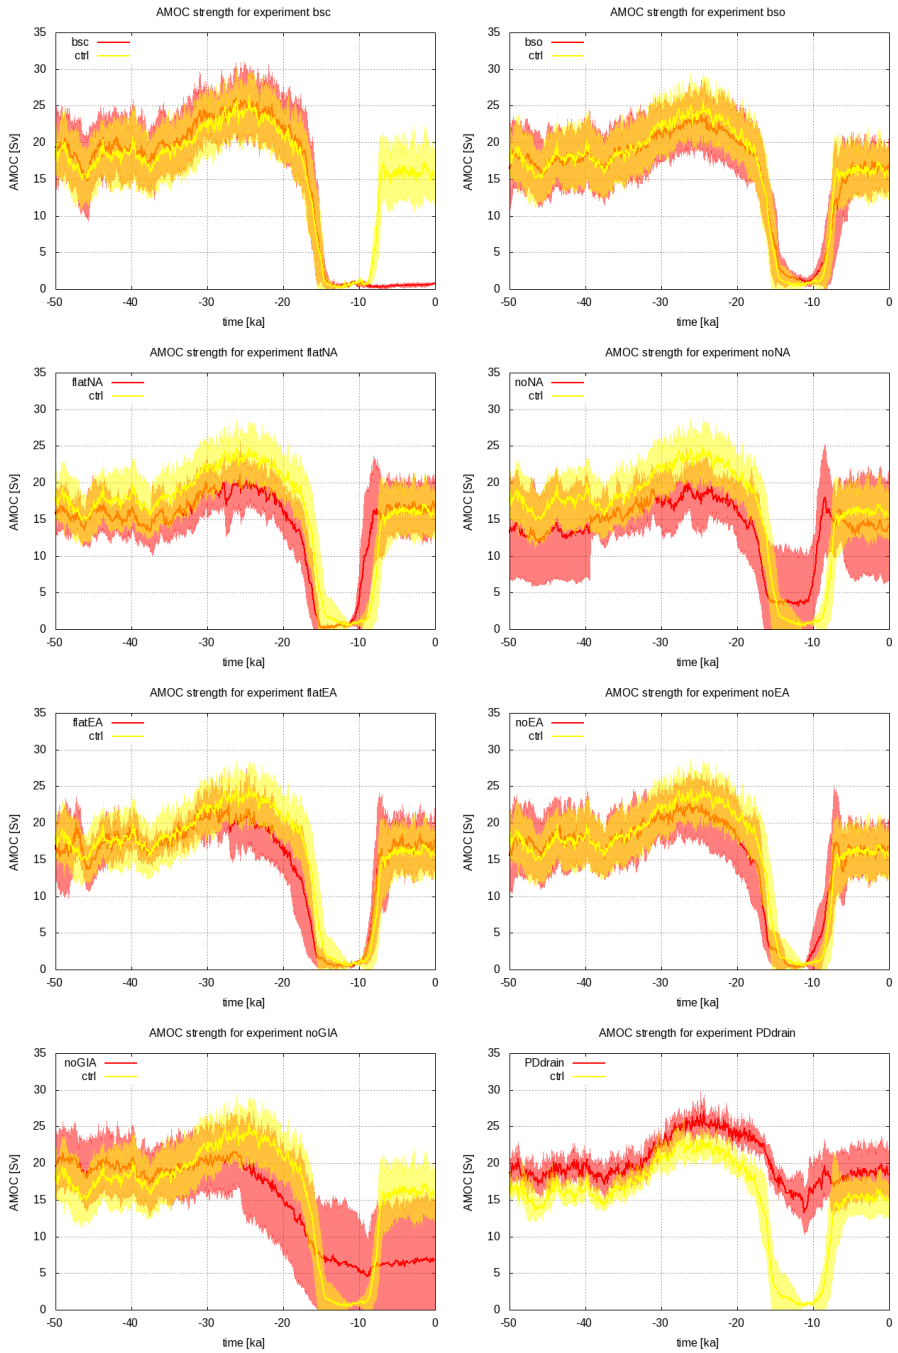 AMOC strength for experiment bsc
bsc
ctrl
35
30
25
20
15
10
5
0
AMOC [Sv]
-50 -40 -30 -20 -10 0
time [ka]
AMOC strength for experiment bso
bso
ctrl
35
30
25
20
15
10
5
0
AMOC [Sv]
-50 -40 -30 -20 -10 0
time [ka]
AMOC strength for experiment flatNA
flatNA
ctrl
35
30
25
20
15
10
5
0
AMOC [Sv]
-50 -40 -30 -20 -10 0
time [ka]
AMOC strength for experiment noNA
noNA
ctrl
35
30
25
20
15
10
5
0
AMOC [Sv]
-50 -40 -30 -20 -10 0
time [ka]
AMOC strength for experiment flatEA
flatEA
ctrl
35
30
25
20
15
10
5
0
AMOC [Sv]
-50 -40 -30 -20 -10 0
time [ka]
AMOC strength for experiment noEA
noEA
ctrl
35
30
25
20
15
10
5
0
AMOC [Sv]
-50 -40 -30 -20 -10 0
time [ka]
AMOC strength for experiment noGIA
noGIA
ctrl
35
30
25
20
15
10
5
0
AMOC [Sv]
-50 -40 -30 -20 -10 0
time [ka]
AMOC strength for experiment PDdrain
PDdrain
ctrl
35
30
25
20
15
10
5
0
AMOC [Sv]
-50 -40 -30 -20 -10 0
time [ka]